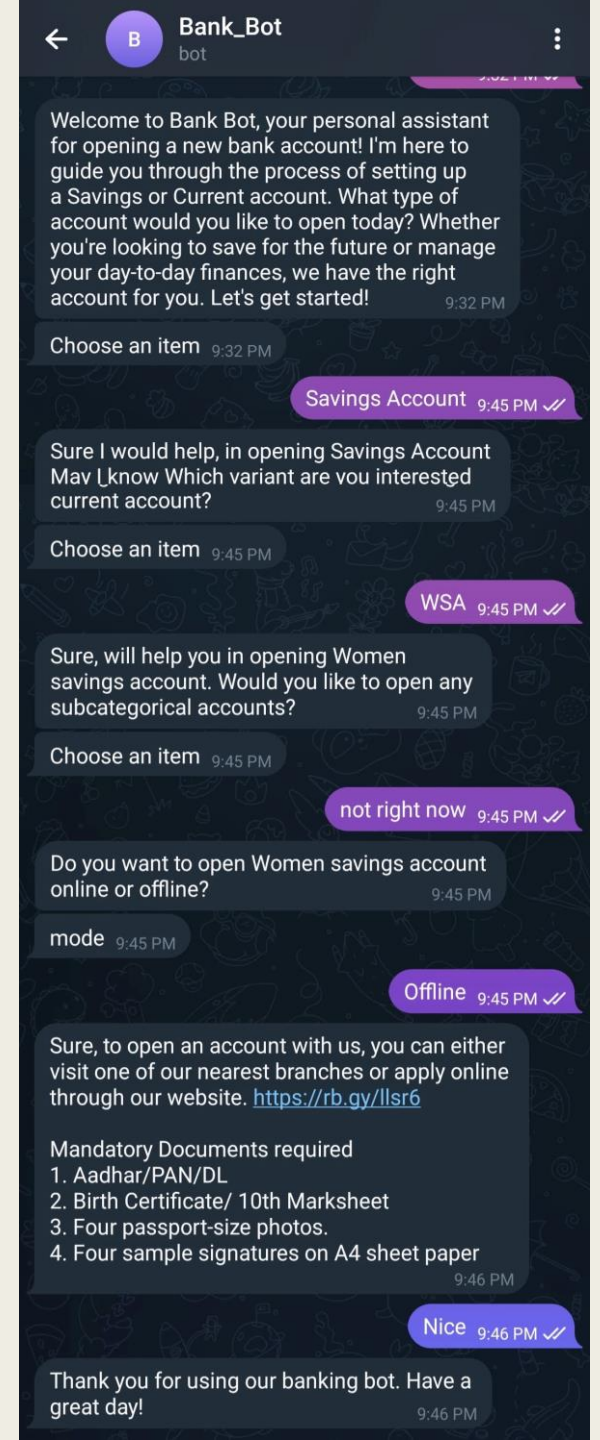 Bank_Bot
B
bot
Welcome to Bank Bot, your personal assistant
for opening a new bank account! I'm here to
guide you through the process of setting up
a Savings or Current account. What type of
account would you like to open today? Whether
you're looking to save for the future or manage
your day-to-day finances, we have the right
account for you. Let's get started! 9:32 PM
Choose an item 9:32 PM
Savings Account 9:45 PM
Sure I would help, in opening Savings Account
May I know Which variant are you interested
current account? 9:45 PM
Choose an item 9:45 PM
WSA 9:45 PM
Sure, will help you in opening Women
savings account. Would you like to open any
subcategorical accounts? 9:45 PM
Choose an item 9:45 PM
not right now 9:45 PM
Do you want to open Women savings account
online or offline? 9:45 PM
mode 9:45 PM
Offline 9:45 PM
Sure, to open an account with us, you can either
visit one of our nearest branches or apply online
through our website. https://rb.gy/llsr6
Mandatory Documents required
1. Aadhar/PAN/DL
2. Birth Certificate/ 10th Marksheet
3. Four passport-size photos.
4. Four sample signatures on A4 sheet paper
9:46 PM
Nice 9:46 PM
Thank you for using our banking bot. Have a
great day! 9:46 PM